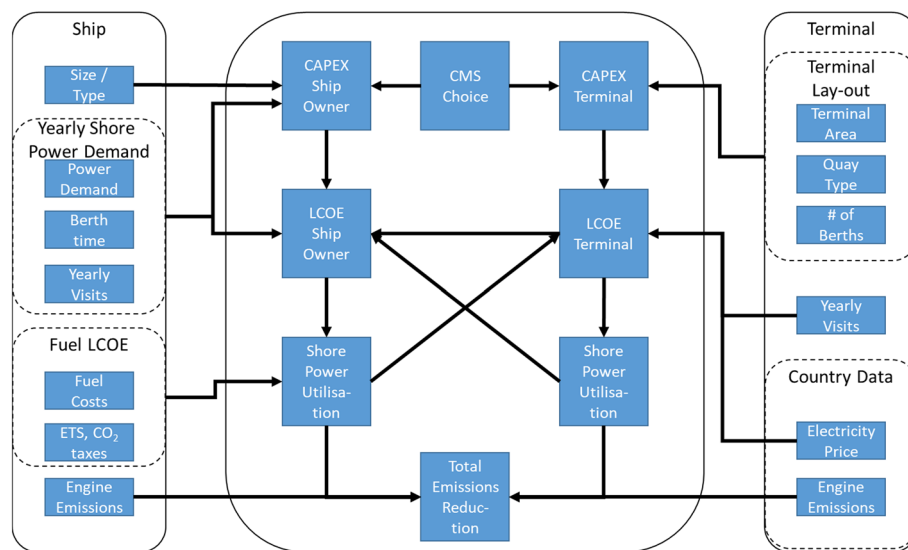 Ship
Size /
Type
Yearly Shore
Power Demand
Power
Demand
Berth
time
Yearly
Visits
Fuel LCOE
Fuel
Costs
ETS, CO₂
taxes
Engine
Emissions
CAPEX
Ship
Owner
CMS
Choice
CAPEX
Terminal
LCOE
Ship
Owner
LCOE
Terminal
Shore
Power
Utilisa-
tion
Shore
Power
Utilisa-
tion
Total
Emissions
Reduc-
tion
Terminal
Terminal
Lay-out
Terminal
Area
Quay
Type
# of
Berths
Yearly
Visits
Country Data
Electricity
Price
Engine
Emissions